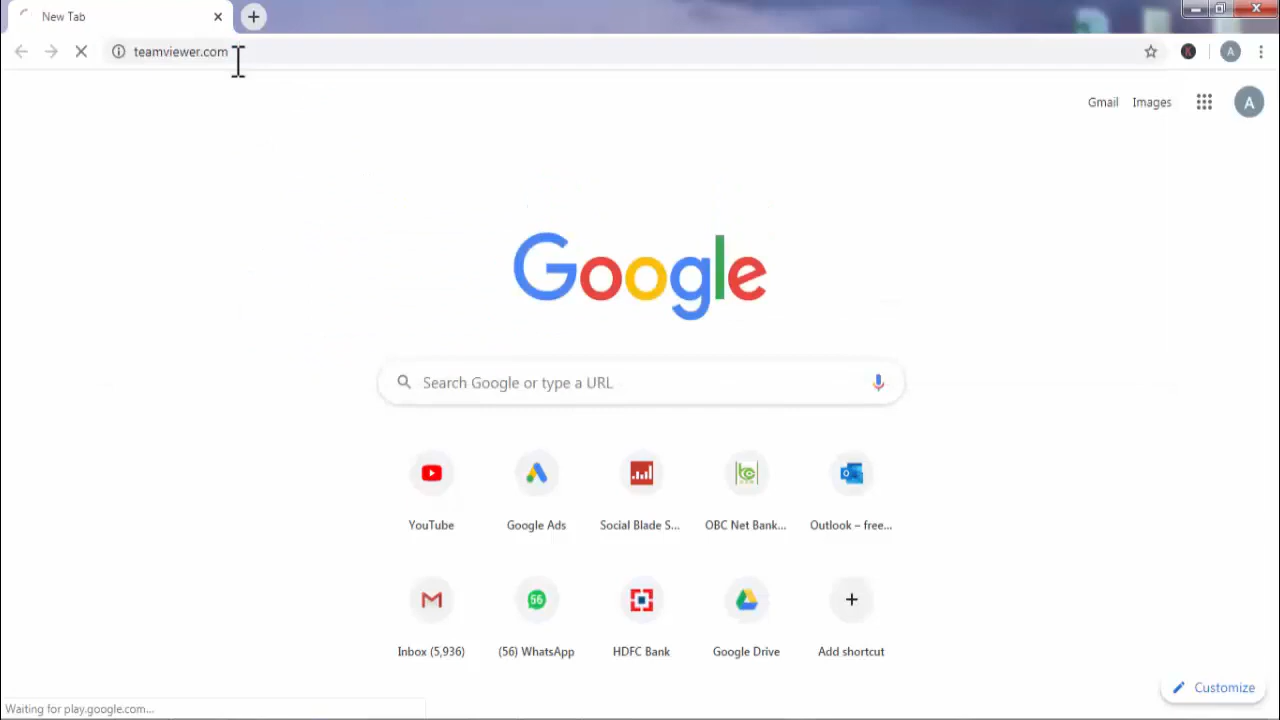 New Tab
teamviewer.com
A
Gmail Images
A
Google
Search Google or type a URL
YouTube Google Ads Social Blade S... OBC Net Bank... Outlook – free...
56
Inbox (5,936) (56) WhatsApp HDFC Bank Google Drive Add shortcut
Customize
Waiting for play.google.com...